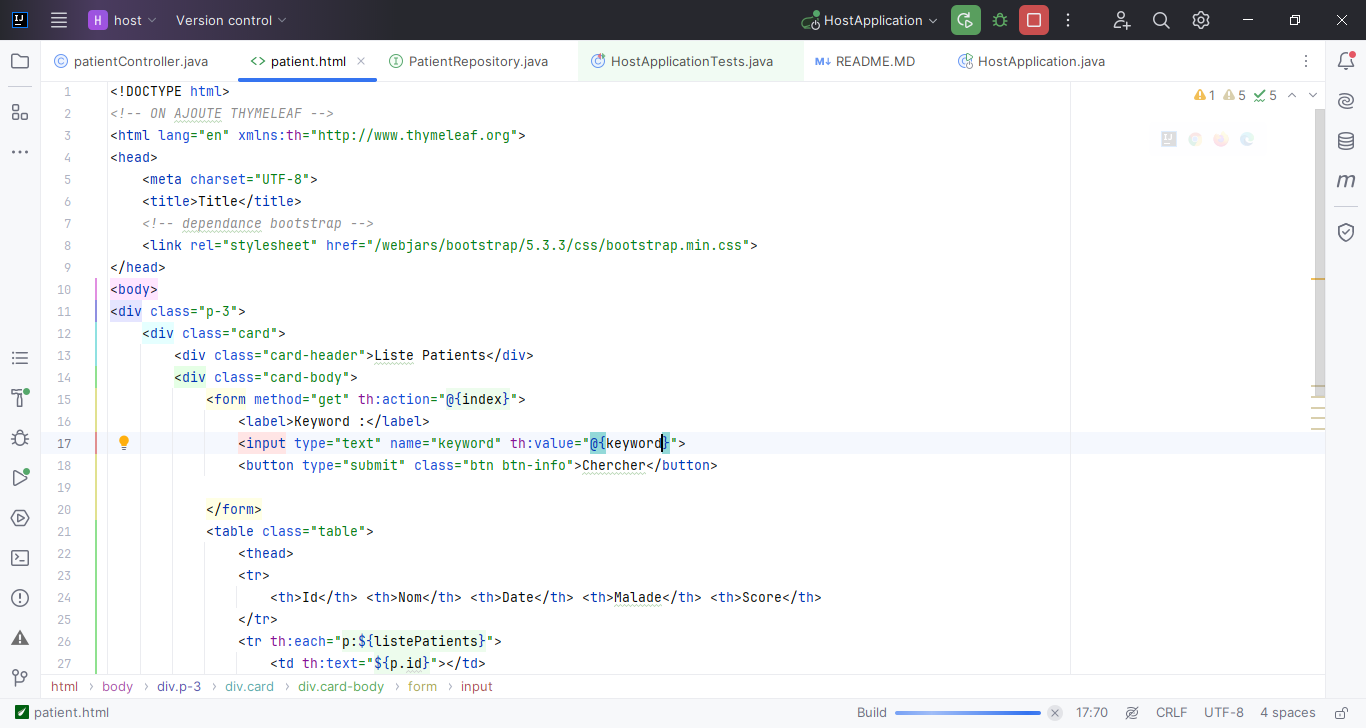 H host Version control HostApplication
patientController.java patient.html PatientRepository.java HostApplicationTests.java README.MD HostApplication.java
1 <!DOCTYPE html> 1 5 5
2 <!-- ON AJOUTE THYMELEAF -->
3 <html lang="en" xmlns:th="http://www.thymeleaf.org">
4 <head>
5 <meta charset="UTF-8">
6 <title>Title</title>
7 <!-- dependance bootstrap -->
8 <link rel="stylesheet" href="/webjars/bootstrap/5.3.3/css/bootstrap.min.css">
9 </head>
10 <body>
11 <div class="p-3">
12 <div class="card">
13 <div class="card-header">Liste Patients</div>
14 <div class="card-body">
15 <form method="get" th:action="@{index}">
16 <label>Keyword :</label>
17 <input type="text" name="keyword" th:value="@{keyword}">
18 <button type="submit" class="btn btn-info">Chercher</button>
19
20 </form>
21 <table class="table">
22 <thead>
23 <tr>
24 <th>Id</th> <th>Nom</th> <th>Date</th> <th>Malade</th> <th>Score</th>
25 </tr>
26 <tr th:each="p:${listePatients}">
27 <td th:text="${p.id}"></td>
html › body › div.p-3 › div.card › div.card-body › form › input
patient.html Build 17:70 CRLF UTF-8 4 spaces